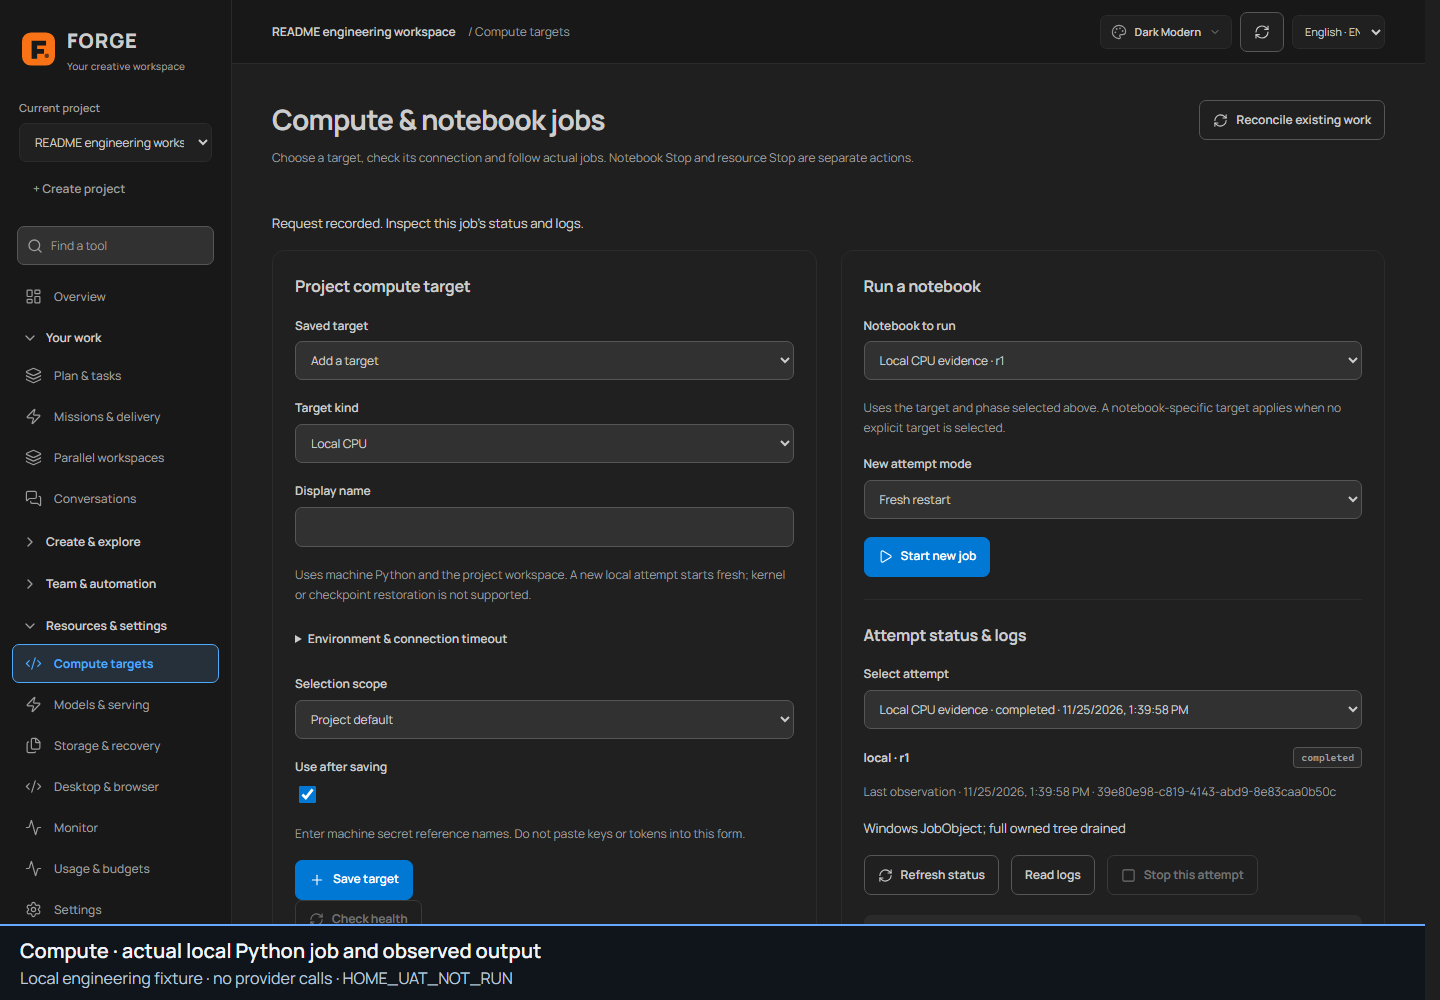 FORGE
Your creative workspace
Current project
README engineering works
+ Create project
Find a tool
Overview
Your work
Plan & tasks
Missions & delivery
Parallel workspaces
Conversations
Create & explore
Team & automation
Resources & settings
Compute targets
Models & serving
Storage & recovery
Desktop & browser
Monitor
Usage & budgets
Settings
README engineering workspace / Compute targets
Dark Modern
English · EN
Compute & notebook jobs
Reconcile existing work
Choose a target, check its connection and follow actual jobs. Notebook Stop and resource Stop are separate actions.
Request recorded. Inspect this job's status and logs.
Project compute target
Saved target
Add a target
Target kind
Local CPU
Display name
Uses machine Python and the project workspace. A new local attempt starts fresh; kernel
or checkpoint restoration is not supported.
Environment & connection timeout
Selection scope
Project default
Use after saving
Enter machine secret reference names. Do not paste keys or tokens into this form.
Save target
Check health
Run a notebook
Notebook to run
Local CPU evidence · r1
Uses the target and phase selected above. A notebook-specific target applies when no
explicit target is selected.
New attempt mode
Fresh restart
Start new job
Attempt status & logs
Select attempt
Local CPU evidence · completed · 11/25/2026, 1:39:58 PM
local · r1
completed
Last observation · 11/25/2026, 1:39:58 PM · 39e80e98-c819-4143-abd9-8e83caa0b50c
Windows JobObject; full owned tree drained
Refresh status
Read logs
Stop this attempt
Compute · actual local Python job and observed output
Local engineering fixture · no provider calls · HOME_UAT_NOT_RUN